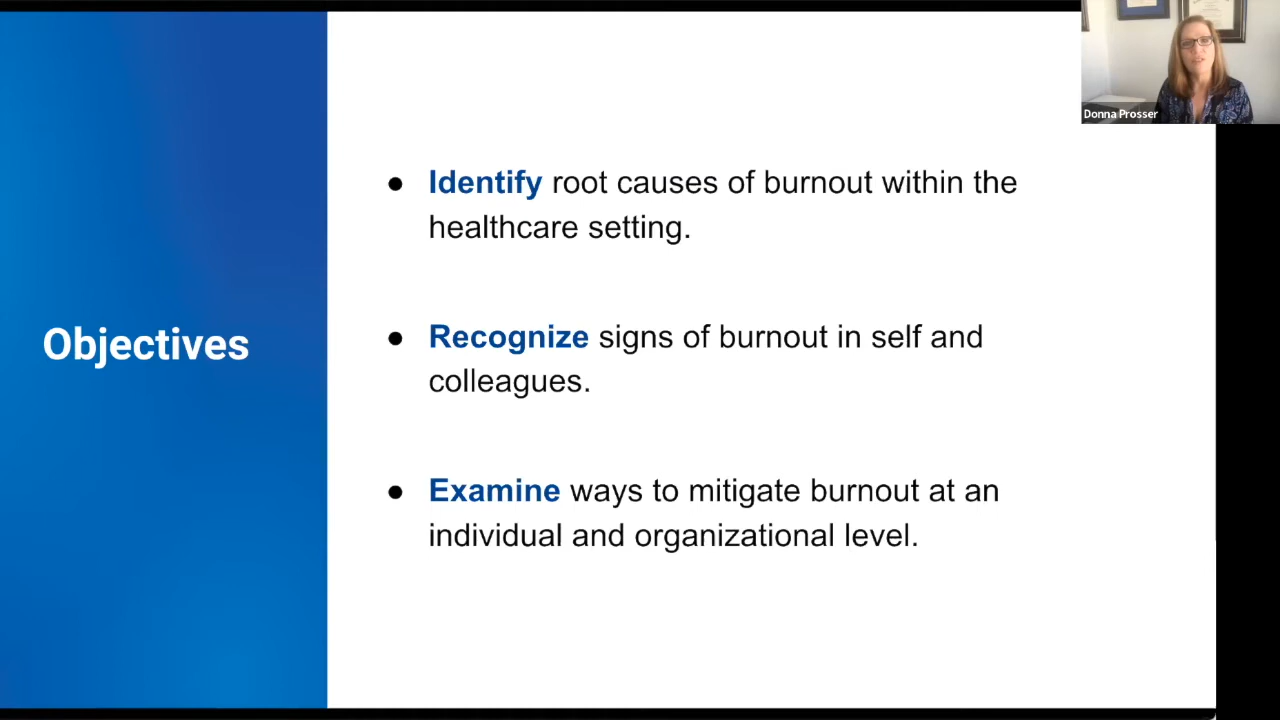 Donna Prosser
Objectives
● Identify root causes of burnout within the
healthcare setting.
● Recognize signs of burnout in self and
colleagues.
● Examine ways to mitigate burnout at an
individual and organizational level.